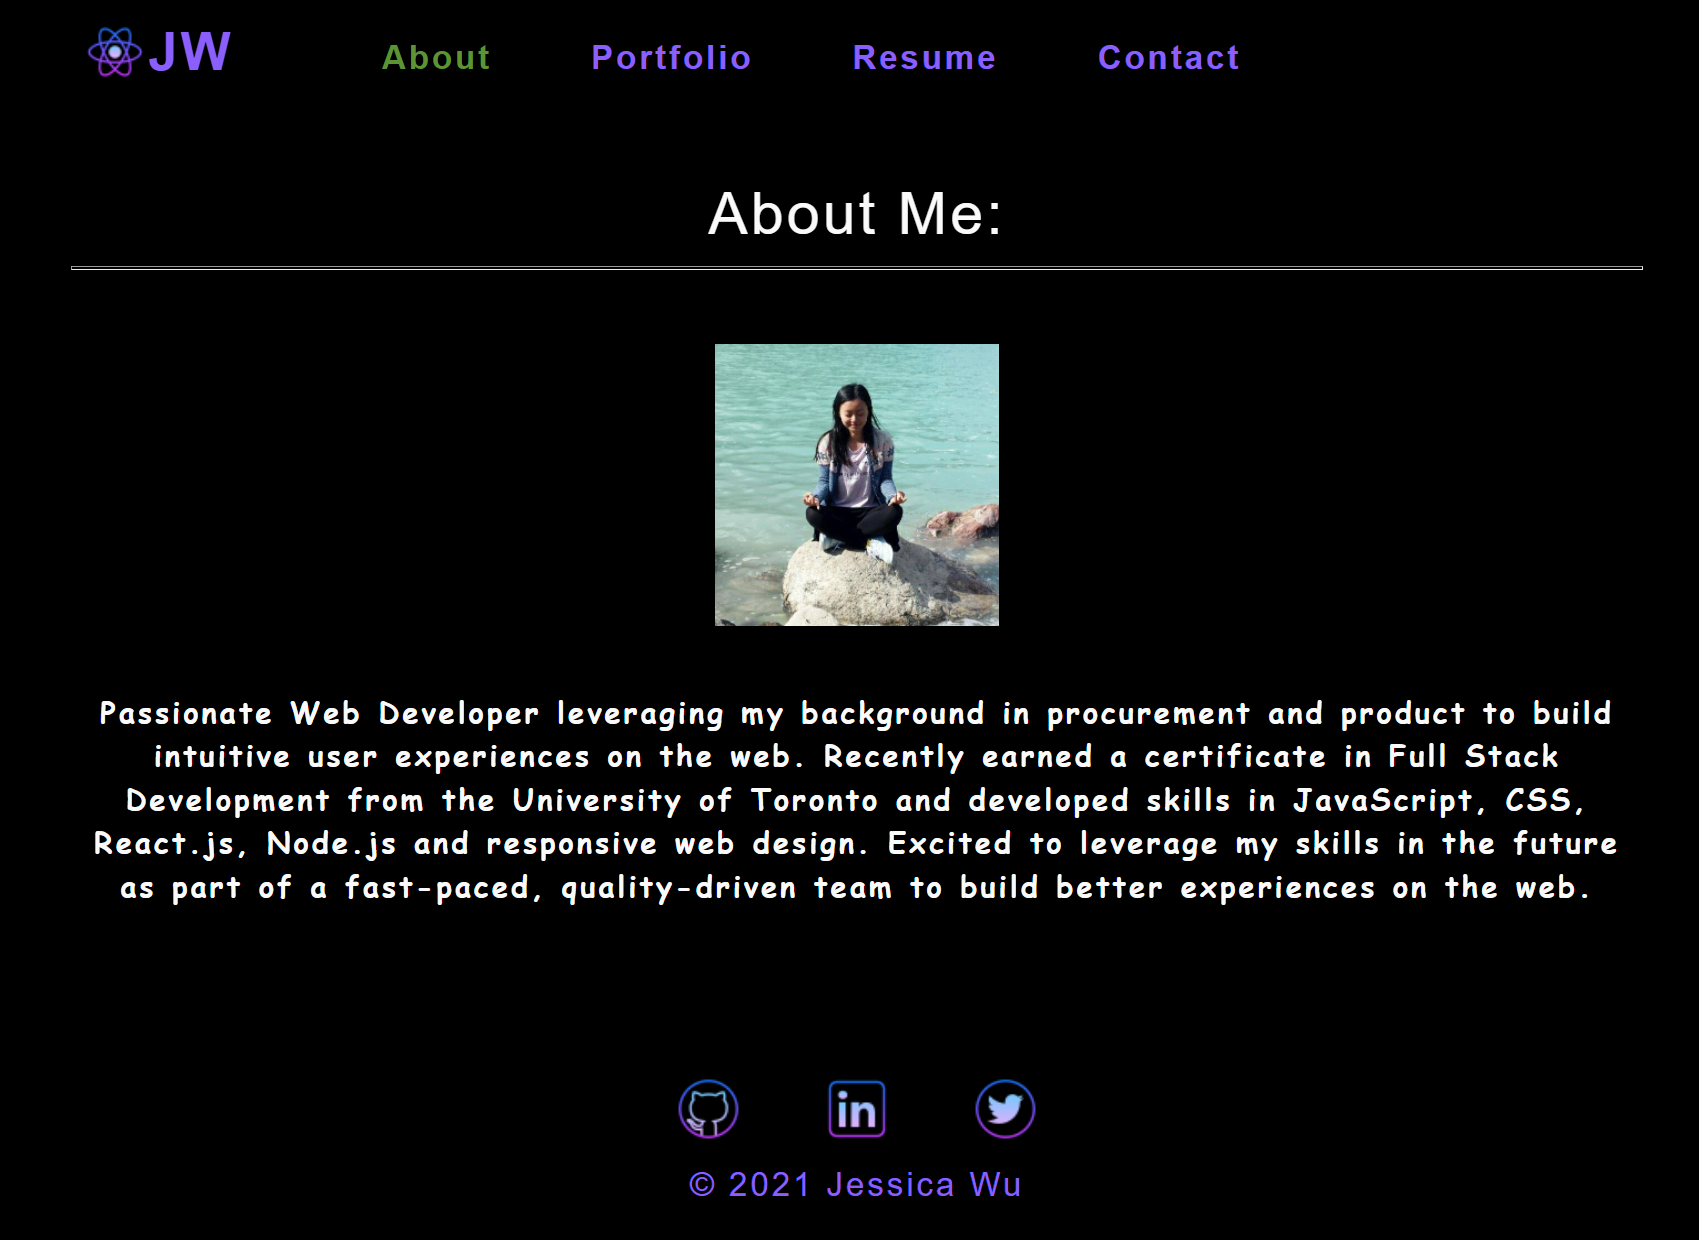 JW About Portfolio Resume Contact
About Me:
Passionate Web Developer leveraging my background in procurement and product to build
intuitive user experiences on the web. Recently earned a certificate in Full Stack
Development from the University of Toronto and developed skills in JavaScript, CSS,
React.js, Node.js and responsive web design. Excited to leverage my skills in the future
as part of a fast-paced, quality-driven team to build better experiences on the web.
in
© 2021 Jessica Wu